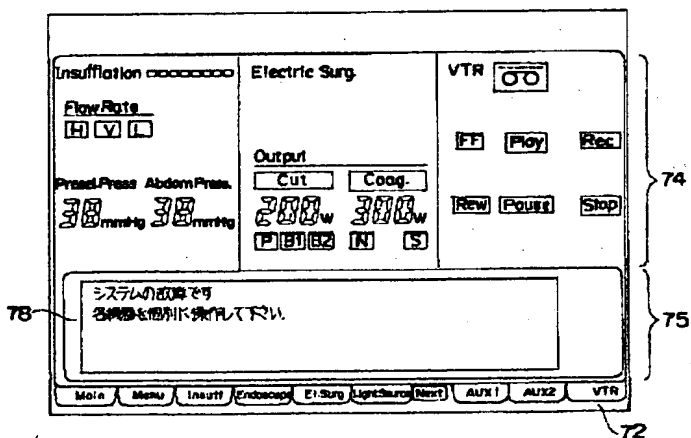 Insufflation
Electric Surg.
VTR
Flow Rate
H V L
FF Play Rec
Output
Cut Coag.
Preset.Press Abdom Press.
38 mmHg 38 mmHg
200 w 300 w
Rew Pause Stop
P B1 B2 N S
74
システムの故障です
各機器を個別に操作して下さい.
78
75
Main Menu Insuff Endoscope El.Surg LightSource Next AUX1 AUX2 VTR
72